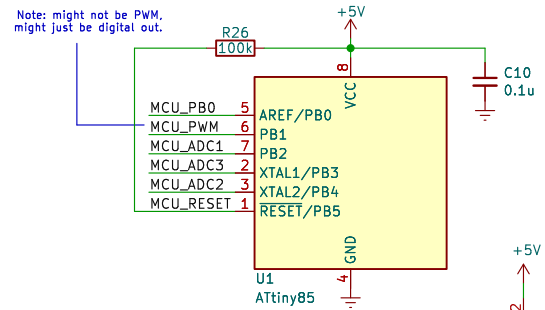 Note: might not be PWM,
might just be digital out.
R26
100k
+5V
8
VCC
C10
0.1u
MCU_PB0 5 AREF/PB0
MCU_PWM 6 PB1
MCU_ADC1 7 PB2
MCU_ADC3 2 XTAL1/PB3
MCU_ADC2 3 XTAL2/PB4
MCU_RESET 1 RESET/PB5
GND
4
U1
ATtiny85
+5V
2